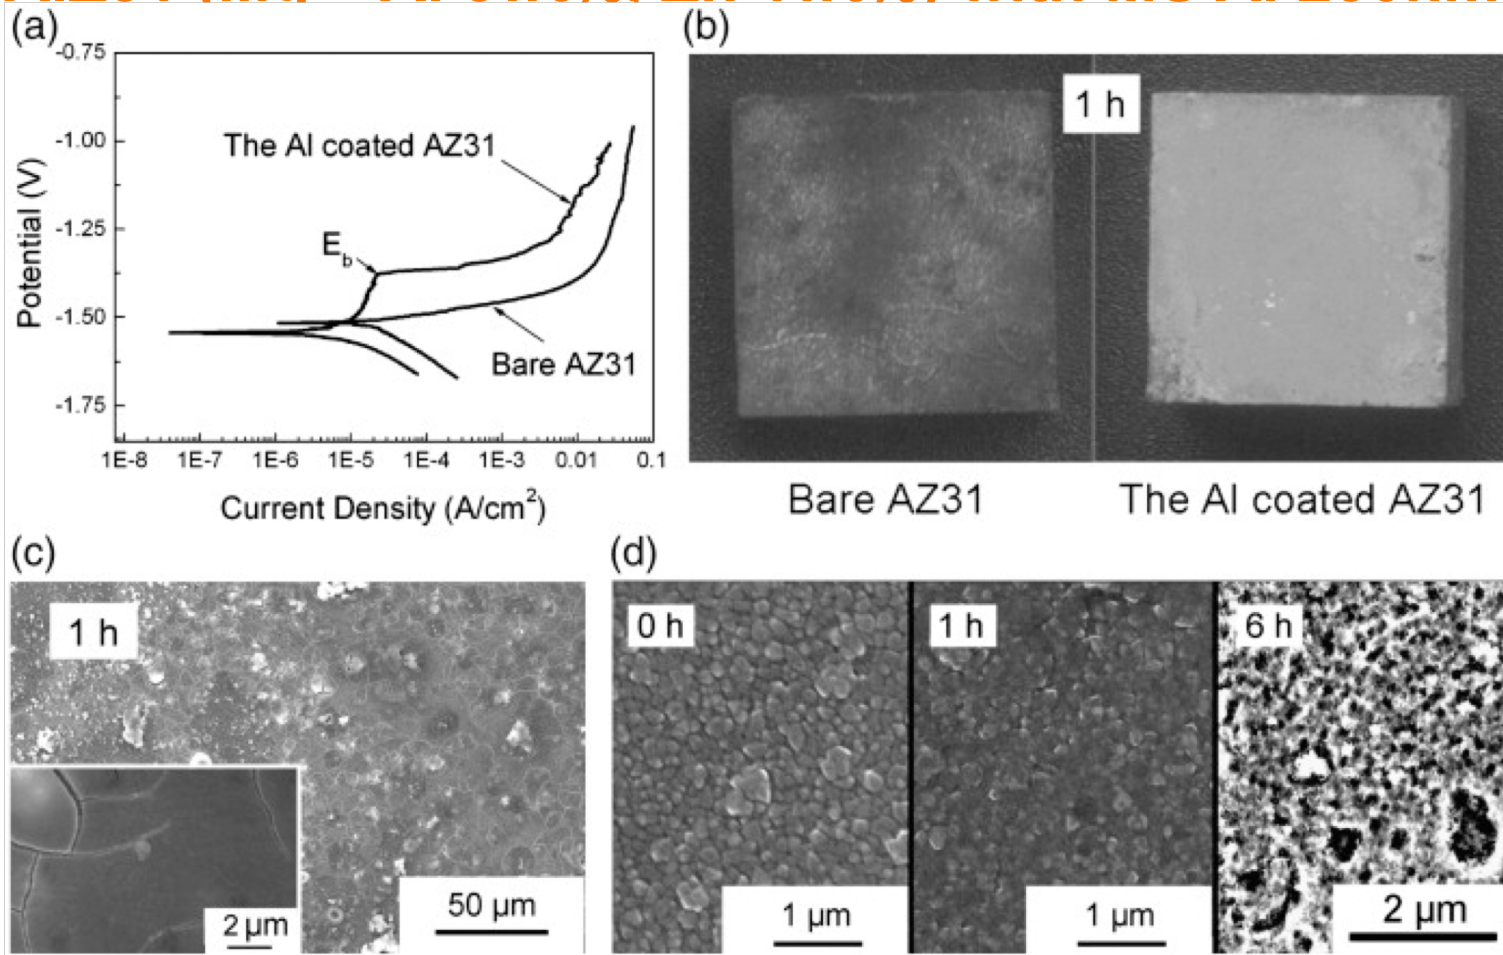 (a)
-0.75
-1.00
-1.25
-1.50
-1.75
Potential (V)
The Al coated AZ31
E_b
Bare AZ31
1E-8 1E-7 1E-6 1E-5 1E-4 1E-3 0.01 0.1
Current Density (A/cm²)
(b)
1 h
Bare AZ31 The Al coated AZ31
(c)
1 h
2 µm
50 µm
(d)
0 h 1 h 6 h
1 µm 1 µm 2 µm